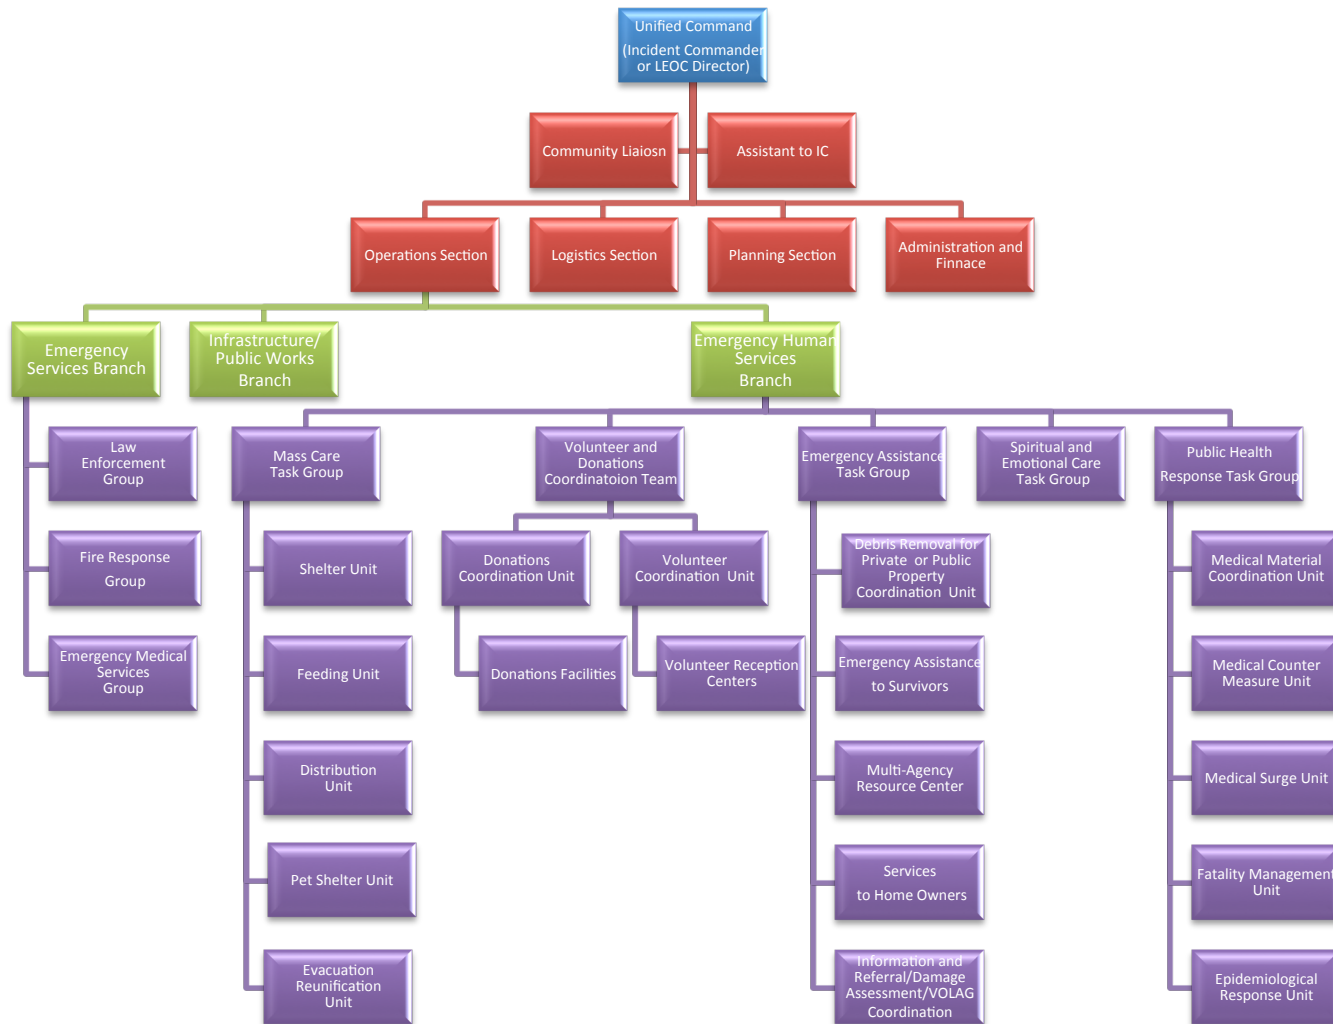 Unified Command
(Incident Commander
or LEOC Director)
Community Liaiosn
Assistant to IC
Operations Section
Logistics Section
Planning Section
Administration and
Finnace
Emergency
Services Branch
Infrastructure/
Public Works
Branch
Emergency Human
Services
Branch
Law
Enforcement
Group
Mass Care
Task Group
Volunteer and
Donations
Coordinatoion Team
Emergency Assistance
Task Group
Spiritual and
Emotional Care
Task Group
Public Health
Response Task Group
Fire Response
Group
Shelter Unit
Donations
Coordination Unit
Volunteer
Coordination Unit
Debris Removal for
Private or Public
Property
Coordination Unit
Medical Material
Coordination Unit
Emergency Medical
Services
Group
Feeding Unit
Donations Facilities
Volunteer Reception
Centers
Emergency Assistance
to Survivors
Medical Counter
Measure Unit
Distribution
Unit
Multi-Agency
Resource Center
Medical Surge Unit
Pet Shelter Unit
Services
to Home Owners
Fatality Management
Unit
Evacuation
Reunification
Unit
Information and
Referral/Damage
Assessment/VOLAG
Coordination
Epidemiological
Response Unit